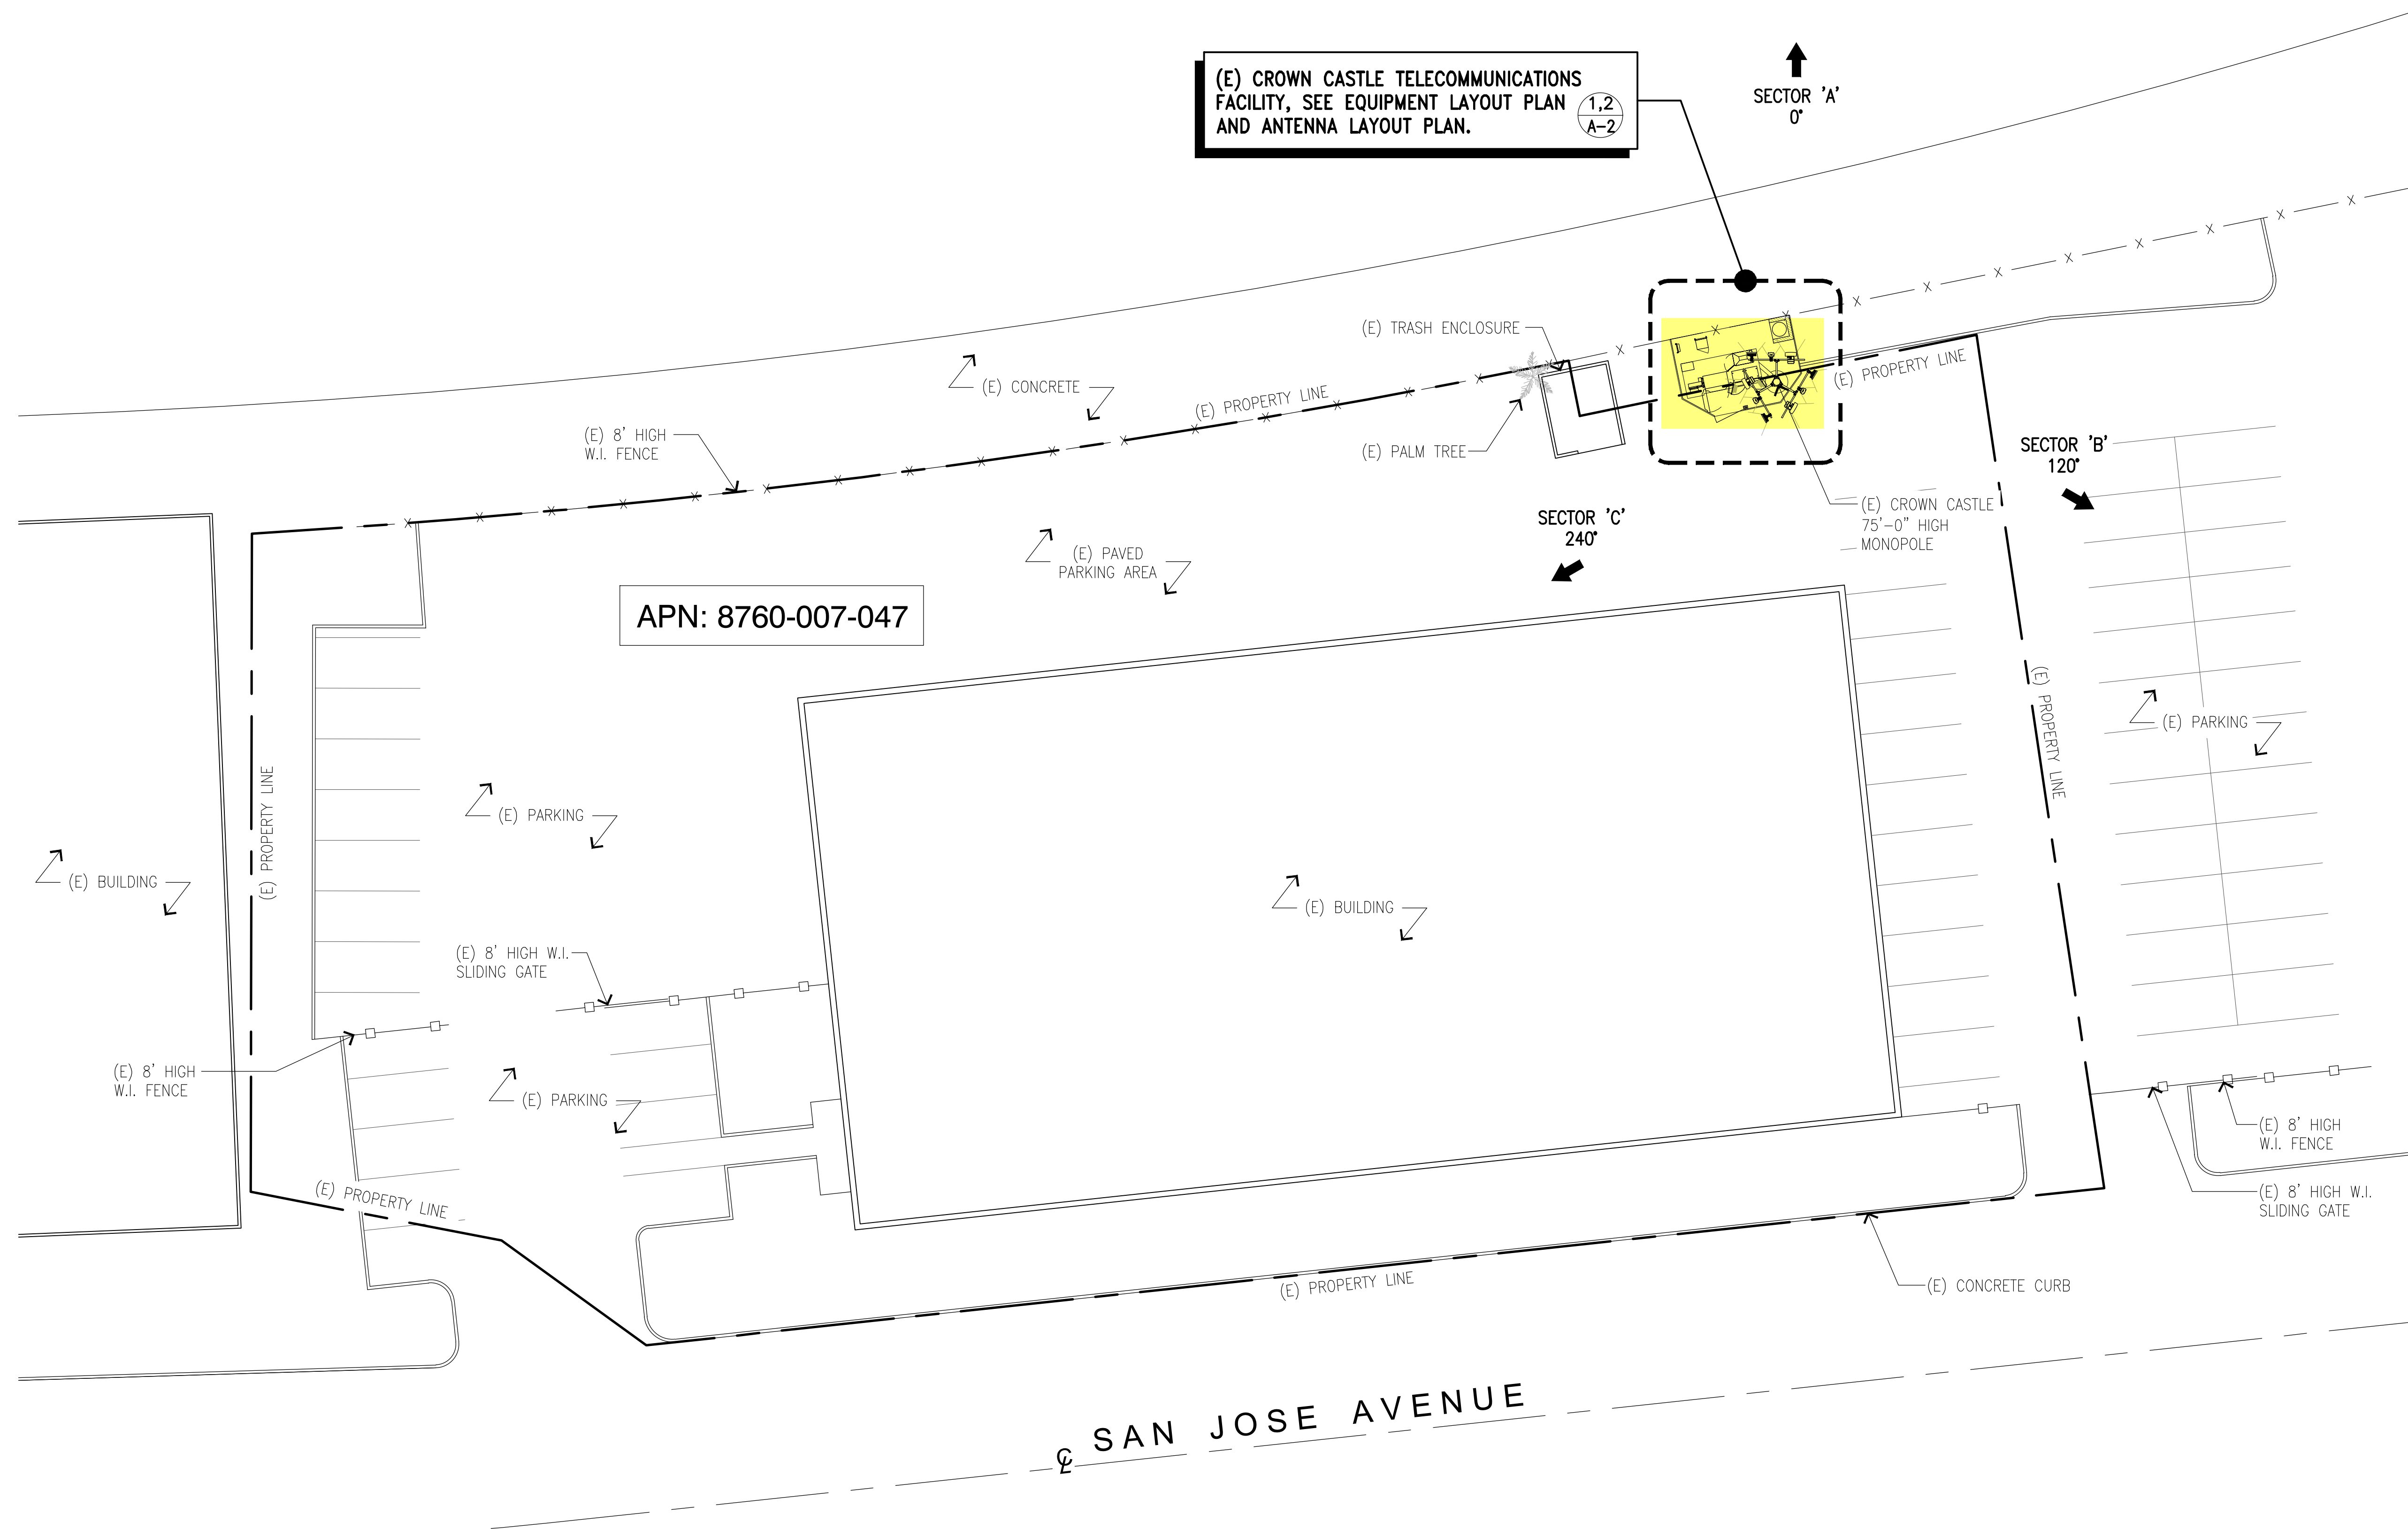 (E) CROWN CASTLE TELECOMMUNICATIONS
FACILITY, SEE EQUIPMENT LAYOUT PLAN
AND ANTENNA LAYOUT PLAN.
1,2
A-2
SECTOR 'A'
0°
(E) TRASH ENCLOSURE
(E) PROPERTY LINE
(E) CONCRETE
(E) PROPERTY LINE
(E) 8' HIGH
W.I. FENCE
(E) PALM TREE
SECTOR 'B'
120°
(E) CROWN CASTLE
75'-0" HIGH
MONOPOLE
SECTOR 'C'
240°
(E) PAVED
PARKING AREA
APN: 8760-007-047
(E) PROPERTY LINE
(E) PARKING
(E) PROPERTY LINE
(E) PARKING
(E) BUILDING
(E) BUILDING
(E) 8' HIGH W.I.
SLIDING GATE
(E) 8' HIGH
W.I. FENCE
(E) PARKING
(E) 8' HIGH
W.I. FENCE
(E) 8' HIGH W.I.
SLIDING GATE
(E) PROPERTY LINE
(E) PROPERTY LINE
(E) CONCRETE CURB
℄ SAN JOSE AVENUE